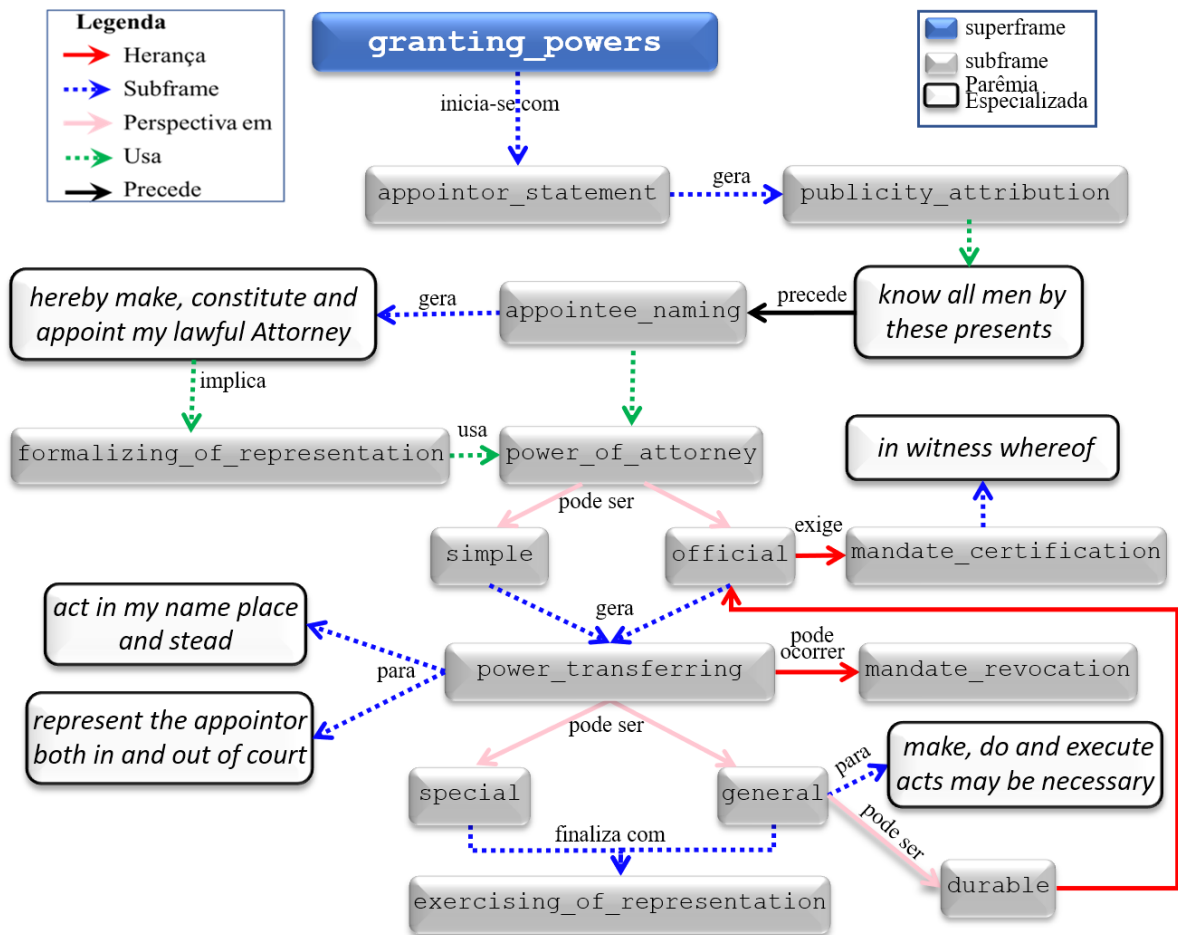 Legenda
Herança
Subframe
Perspectiva em
Usa
Precede
granting_powers
superframe
subframe
Parêmia
Especializada
inicia-se com
appointor_statement
gera
publicity_attribution
hereby make, constitute and
appoint my lawful Attorney
gera
appointee_naming
precede
know all men by
these presents
implica
formalizing_of_representation
usa
power_of_attorney
in witness whereof
pode ser
simple
official
exige
mandate_certification
act in my name place
and stead
gera
para
power_transferring
pode
ocorrer
mandate_revocation
represent the appointor
both in and out of court
pode ser
special
general
para
make, do and execute
acts may be necessary
finaliza com
pode ser
durable
exercising_of_representation